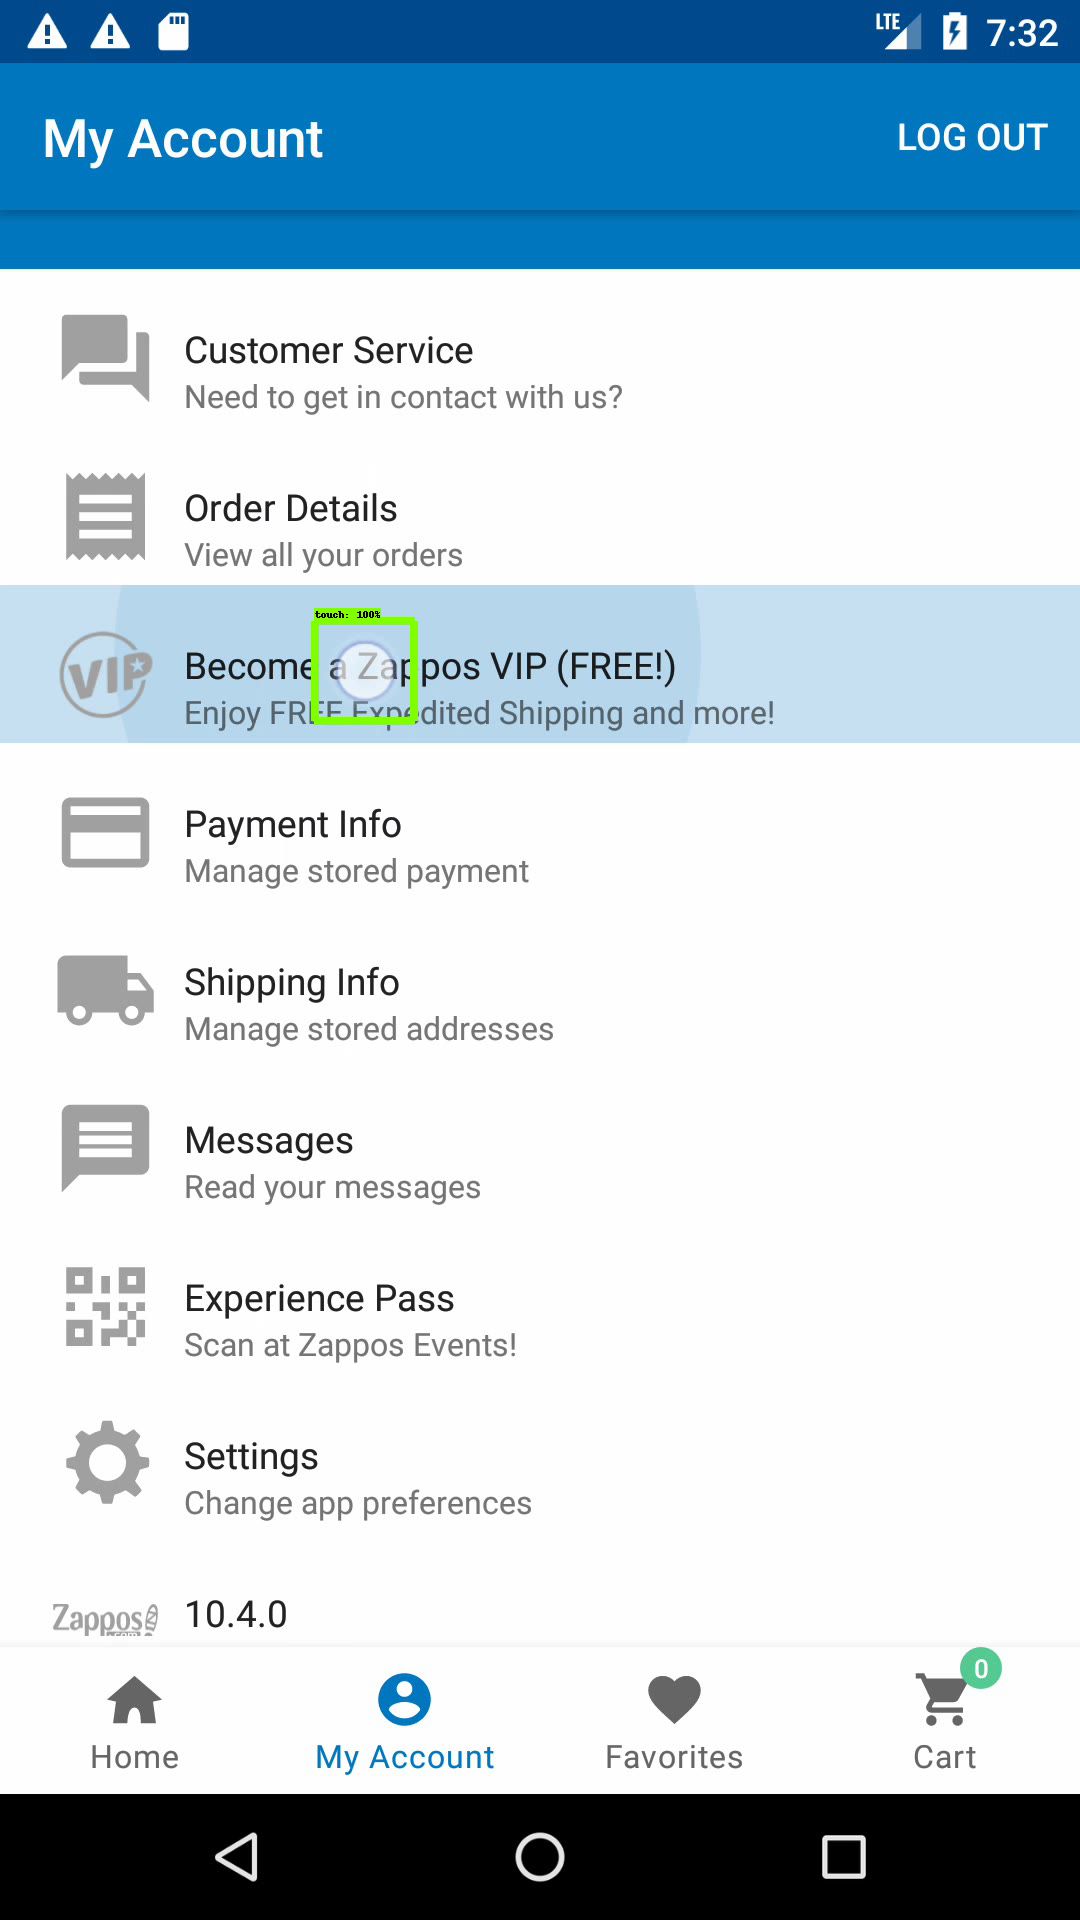 LTE 7:32
My Account LOG OUT
Customer Service
Need to get in contact with us?
Order Details
View all your orders
touch: 100%
VIP
Become a Zappos VIP (FREE!)
Enjoy FREE Expedited Shipping and more!
Payment Info
Manage stored payment
Shipping Info
Manage stored addresses
Messages
Read your messages
Experience Pass
Scan at Zappos Events!
Settings
Change app preferences
Zappos 10.4.0
0
Home My Account Favorites Cart